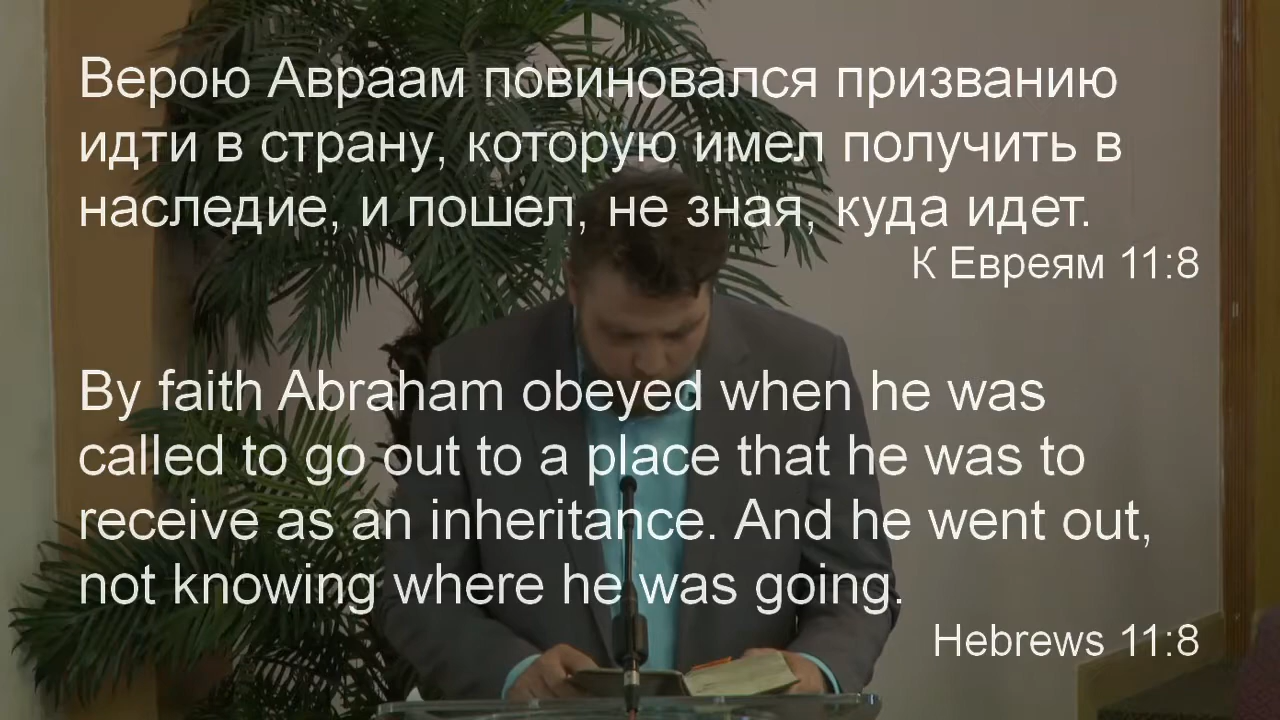 Верою Авраам повиновался призванию
идти в страну, которую имел получить в
наследие, и пошел, не зная, куда идет.
К Евреям 11:8
By faith Abraham obeyed when he was
called to go out to a place that he was to
receive as an inheritance. And he went out,
not knowing where he was going.
Hebrews 11:8